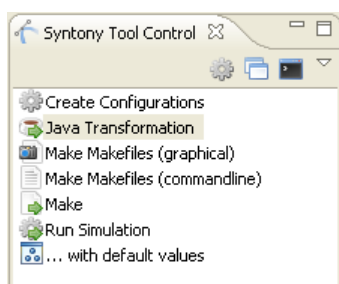 Syntony Tool Control
Create Configurations
Java Transformation
Make Makefiles (graphical)
Make Makefiles (commandline)
Make
Run Simulation
... with default values